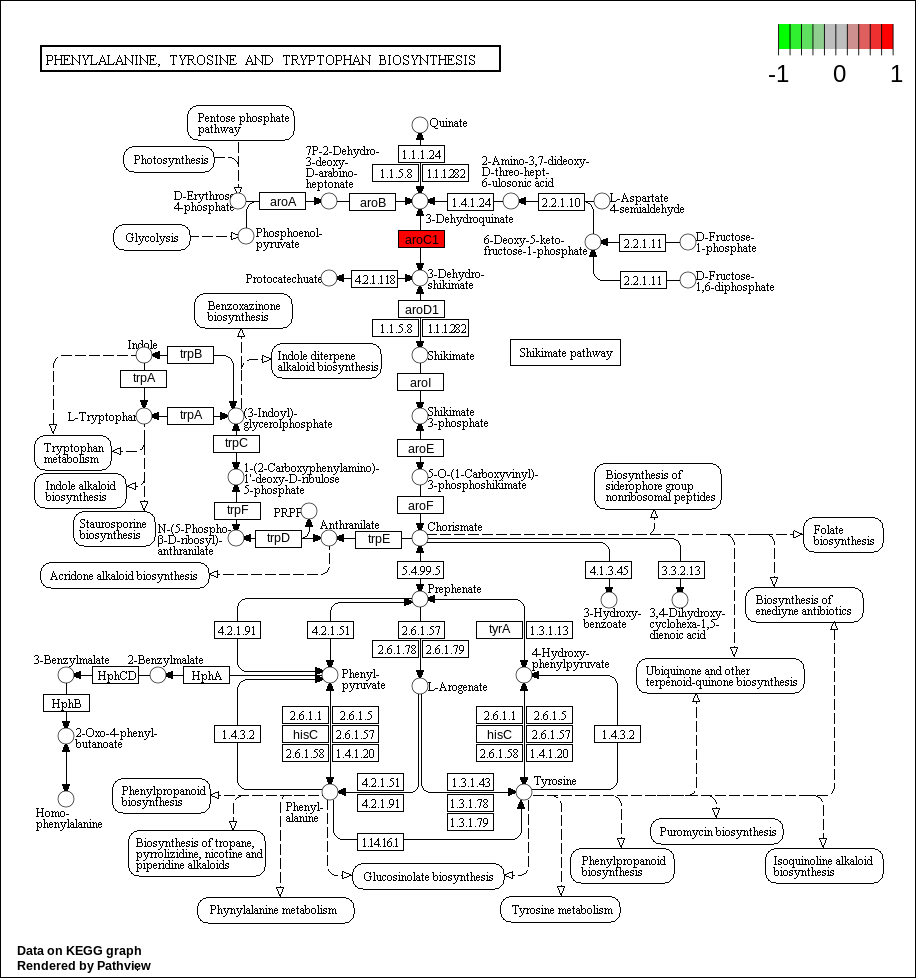 PHENYLALANINE, TYROSINE AND TRYPTOPHAN BIOSYNTHESIS
-1 0 1
Pentose phosphate
pathway
Photosynthesis
Glycolysis
D-Erythros
4-phosphate
Phosphoenol-
pyruvate
aroA
aroB
7P-2-Dehydro-
3-deoxy-
D-arabino-
heptonate
Quinate
1.1.1.24
1.1.5.8
1.1.1.282
2-Amino-3,7-dideoxy-
D-threo-hept-
6-ulosonic acid
1.4.1.24
2.2.1.10
L-Aspartate
4-semialdehyde
3-Dehydroquinate
aroC1
6-Deoxy-5-keto-
fructose-1-phosphate
2.2.1.11
D-Fructose-
1-phosphate
2.2.1.11
D-Fructose-
1,6-diphosphate
Protocatechuate
4.2.1.118
3-Dehydro-
shikimate
aroD1
1.1.5.8
1.1.1.282
Shikimate
Shikimate pathway
Benzoxazinone
biosynthesis
Indole diterpene
alkaloid biosynthesis
Indole
trpB
trpA
L-Tryptophan
trpA
(3-Indoyl)-
glycerolphosphate
aroI
Shikimate
3-phosphate
aroE
trpC
Tryptophan
metabolism
Indole alkaloid
biosynthesis
Staurosporine
biosynthesis
1-(2-Carboxyphenylamino)-
1'-deoxy-D-ribulose
5-phosphate
5-O-(1-Carboxyvinyl)-
3-phosphoshikimate
aroF
trpF
PRPP
N-(5-Phospho-
β-D-ribosyl)-
anthranilate
trpD
Anthranilate
trpE
Chorismate
Biosynthesis of
siderophore group
nonribosomal peptides
Folate
biosynthesis
Acridone alkaloid biosynthesis
5.4.99.5
4.1.3.45
3.3.2.13
Prephenate
3-Hydroxy-
benzoate
3,4-Dihydroxy-
cyclohexa-1,5-
dienoic acid
Biosynthesis of
enediyne antibiotics
4.2.1.91
4.2.1.51
2.6.1.57
2.6.1.78
2.6.1.79
tyrA
1.3.1.13
3-Benzylmalate
2-Benzylmalate
HphCD
HphA
HphB
Phenyl-
pyruvate
L-Arogenate
4-Hydroxy-
phenylpyruvate
Ubiquinone and other
terpenoid-quinone biosynthesis
2-Oxo-4-phenyl-
butanoate
1.4.3.2
2.6.1.1
2.6.1.5
hisC
2.6.1.57
2.6.1.58
1.4.1.20
2.6.1.1
2.6.1.5
hisC
2.6.1.57
2.6.1.58
1.4.1.20
1.4.3.2
Homo-
phenylalanine
Phenylpropanoid
biosynthesis
Phenyl-
alanine
4.2.1.51
4.2.1.91
1.3.1.43
1.3.1.78
1.3.1.79
Tyrosine
1.14.16.1
Biosynthesis of tropane,
pyrrolizidine, nicotine and
piperidine alkaloids
Glucosinolate biosynthesis
Phenylpropanoid
biosynthesis
Puromycin biosynthesis
Isoquinoline alkaloid
biosynthesis
Phynylalanine metabolism
Tyrosine metabolism
Data on KEGG graph
Rendered by Pathview